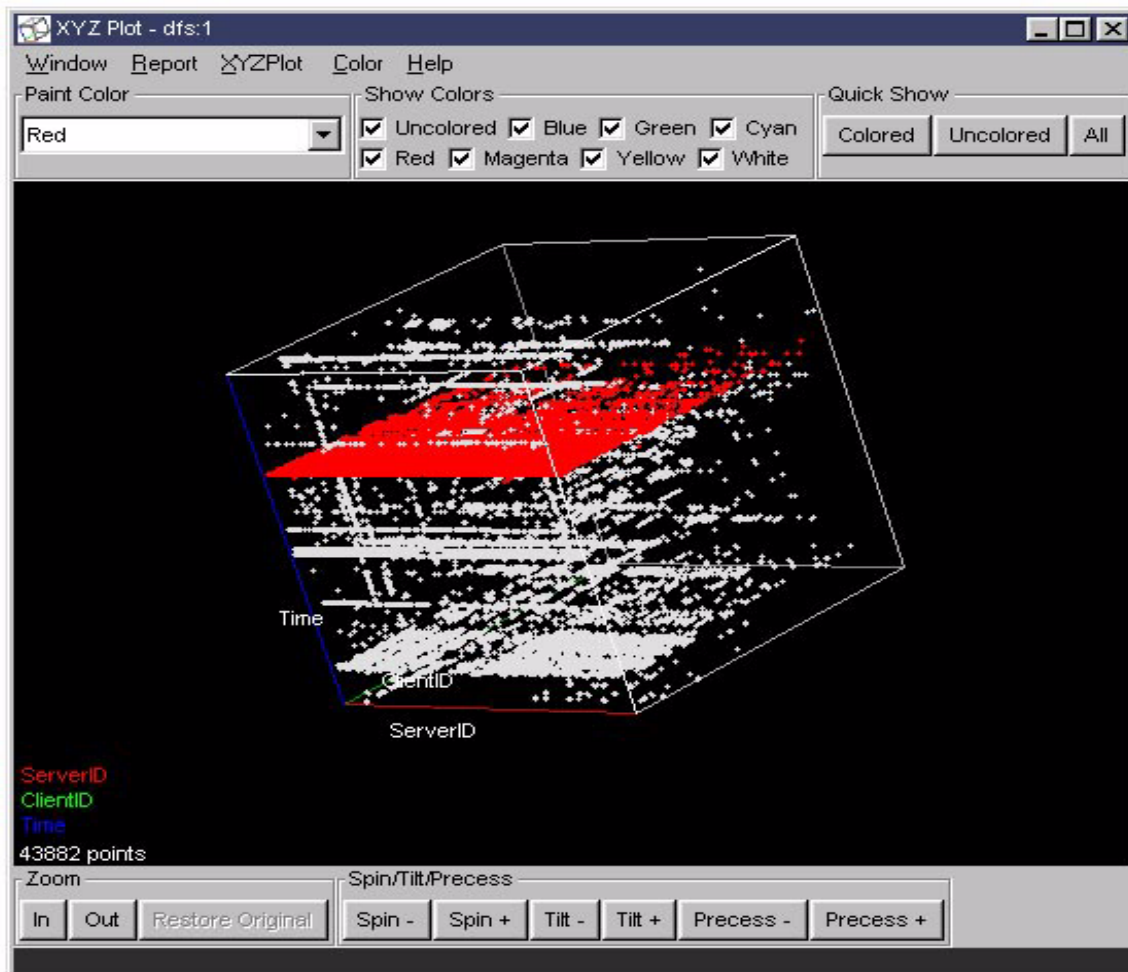 XYZ Plot - dfs:1
Window Report XYZPlot Color Help
Paint Color
Show Colors
Quick Show
Red
Uncolored Blue Green Cyan
Red Magenta Yellow White
Colored Uncolored All
Time
ClientID
ServerID
ServerID
ClientID
Time
43882 points
Zoom
Spin/Tilt/Precess
In Out Restore Original
Spin - Spin + Tilt - Tilt + Precess - Precess +